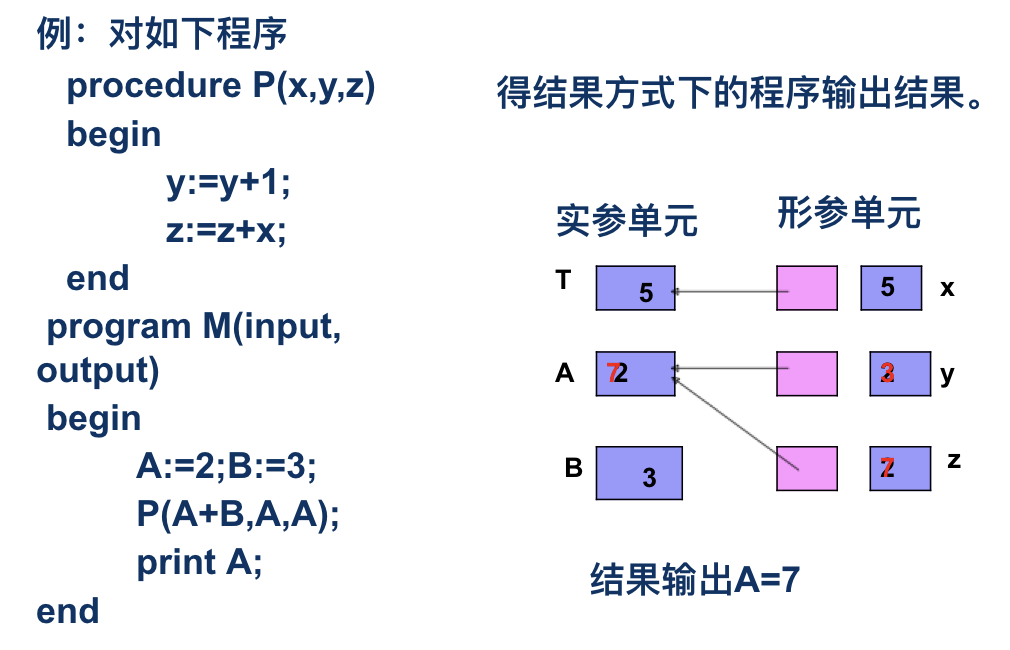 例：对如下程序
procedure P(x,y,z)
begin
y:=y+1;
z:=z+x;
end
program M(input,
output)
begin
A:=2;B:=3;
P(A+B,A,A);
print A;
end
得结果方式下的程序输出结果。
实参单元 形参单元
T 5 5 x
A 7 2 2 3 y
B 3 2 7 z
结果输出A=7